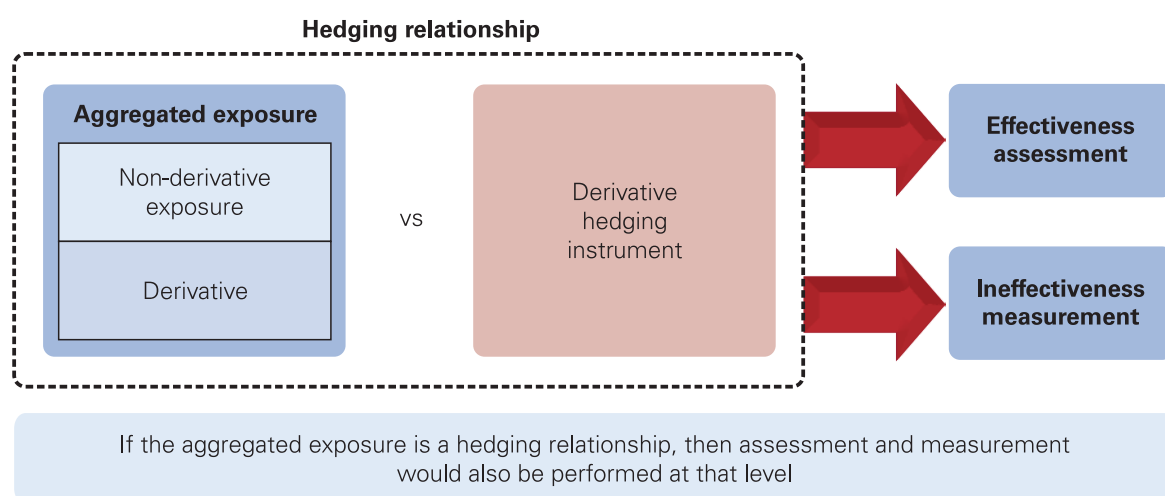 Hedging relationship
Aggregated exposure
Non-derivative
exposure
Derivative
vs
Derivative
hedging
instrument
Effectiveness
assessment
Ineffectiveness
measurement
If the aggregated exposure is a hedging relationship, then assessment and measurement
would also be performed at that level